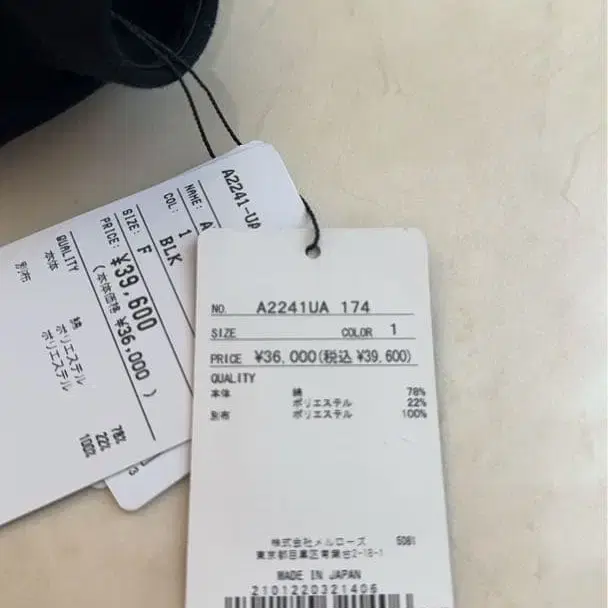 A2241-UA
NAME: A
COL: 1 BLK
SIZE: F
PRICE: ¥39,600
(本体価格 ¥36,000 )
QUALITY
本体 綿 78%
ポリエステル 22%
別布 ポリエステル 100%
NO. A2241UA 174
SIZE COLOR 1
PRICE ¥36,000(税込 ¥39,600)
QUALITY
本体 綿 78%
ポリエステル 22%
別布 ポリエステル 100%
株式会社メルローズ 5081
東京都目黒区青葉台2-18-1
MADE IN JAPAN
2101220321406